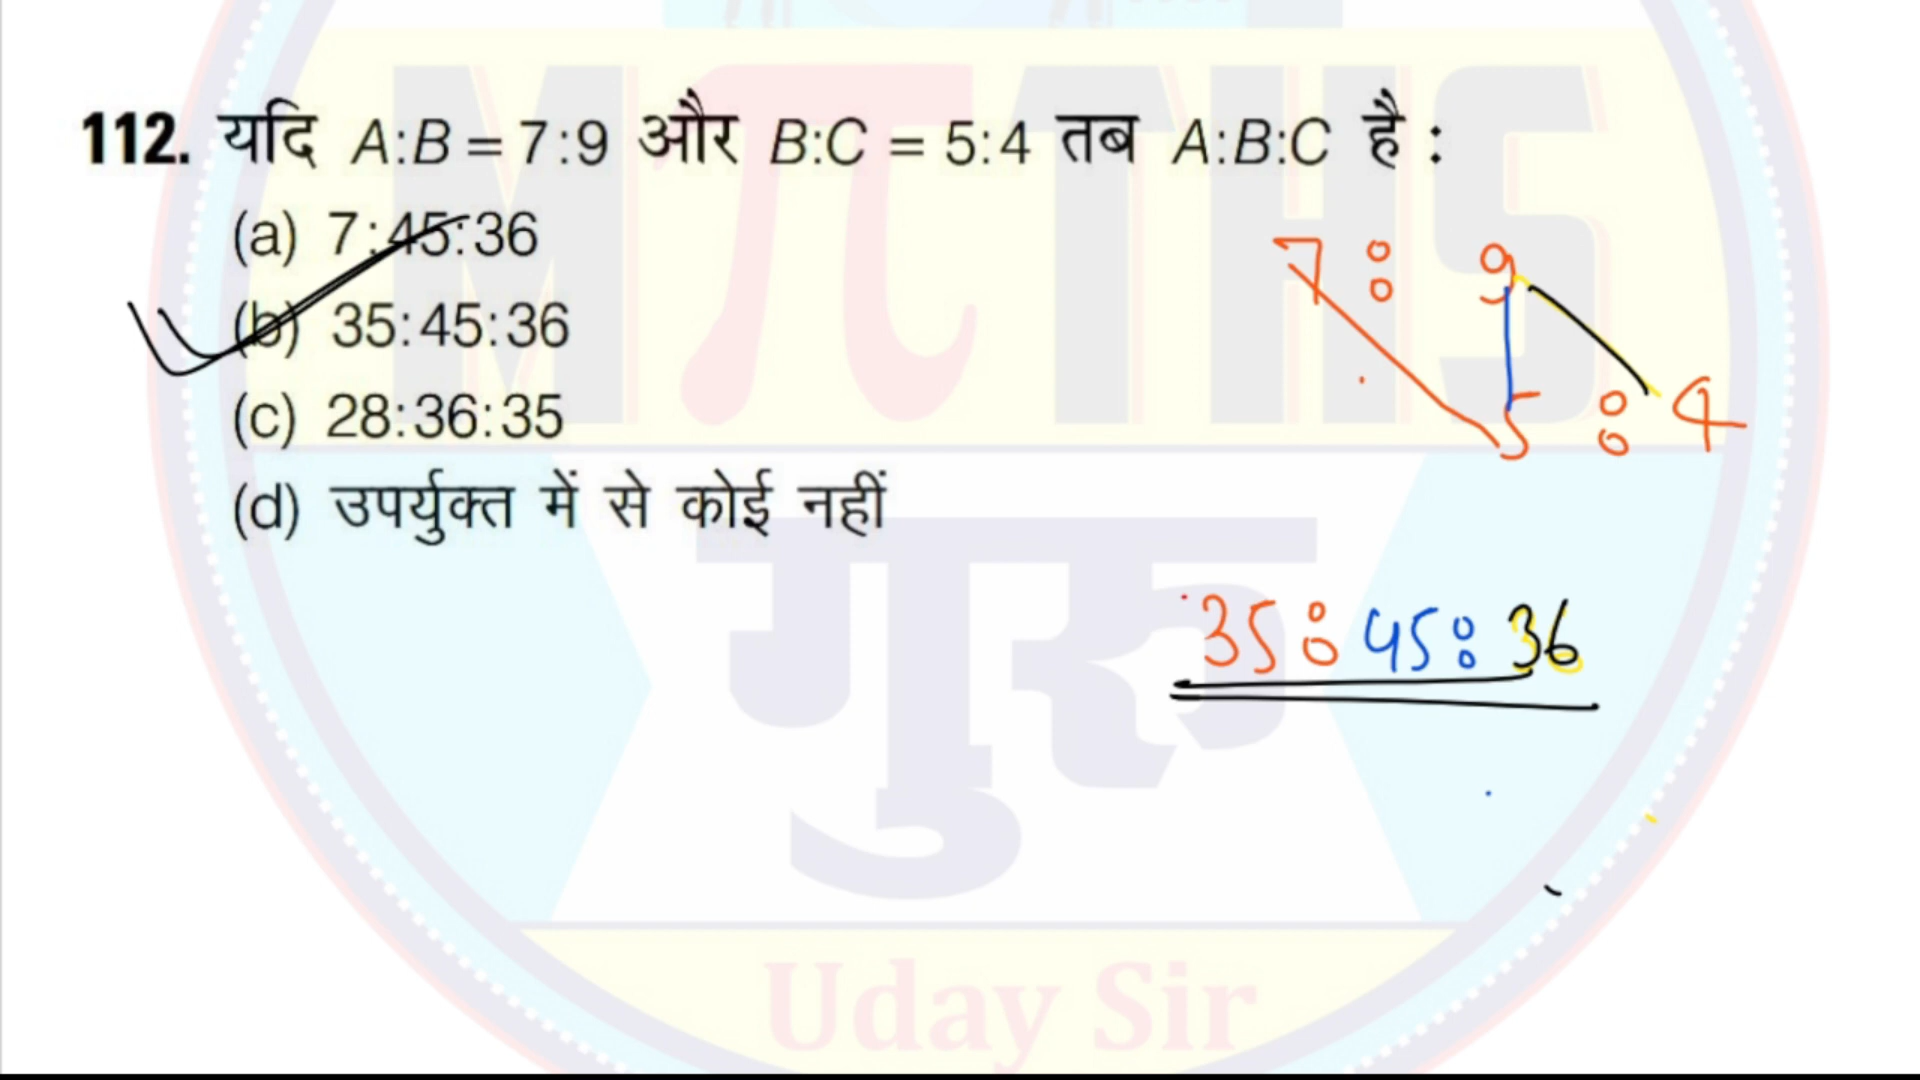 MπTHS
112. यदि A:B = 7:9 और B:C = 5:4 तब A:B:C है :
(a) 7:45:36
(b) 35:45:36
(c) 28:36:35
(d) उपर्युक्त में से कोई नहीं
7 : 9
5 : 4
35 : 45 : 36
गुरु
Uday Sir